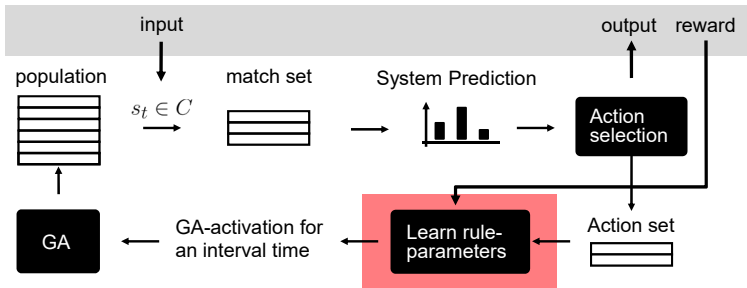 input
output
reward
population
match set
System Prediction
s_t ∈ C
Action
selection
GA
GA-activation for
an interval time
Learn rule-
parameters
Action set